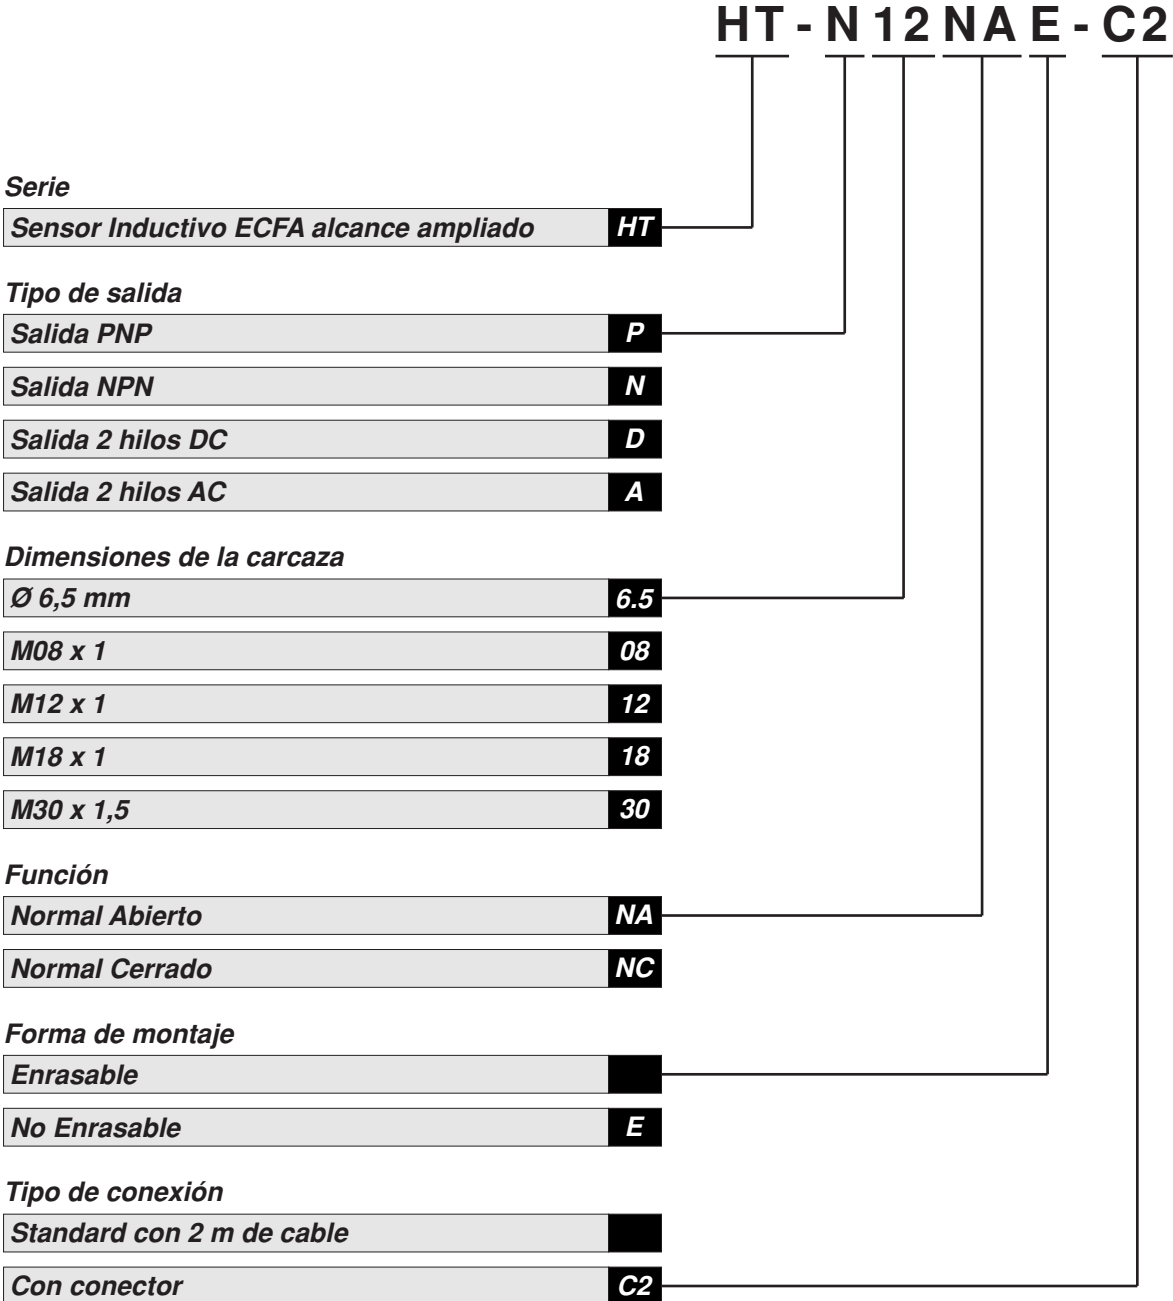 HT - N 12 NA E - C2
Serie
Sensor Inductivo ECFA alcance ampliado HT
Tipo de salida
Salida PNP P
Salida NPN N
Salida 2 hilos DC D
Salida 2 hilos AC A
Dimensiones de la carcaza
Ø 6,5 mm 6.5
M08 x 1 08
M12 x 1 12
M18 x 1 18
M30 x 1,5 30
Función
Normal Abierto NA
Normal Cerrado NC
Forma de montaje
Enrasable
No Enrasable E
Tipo de conexión
Standard con 2 m de cable
Con conector C2